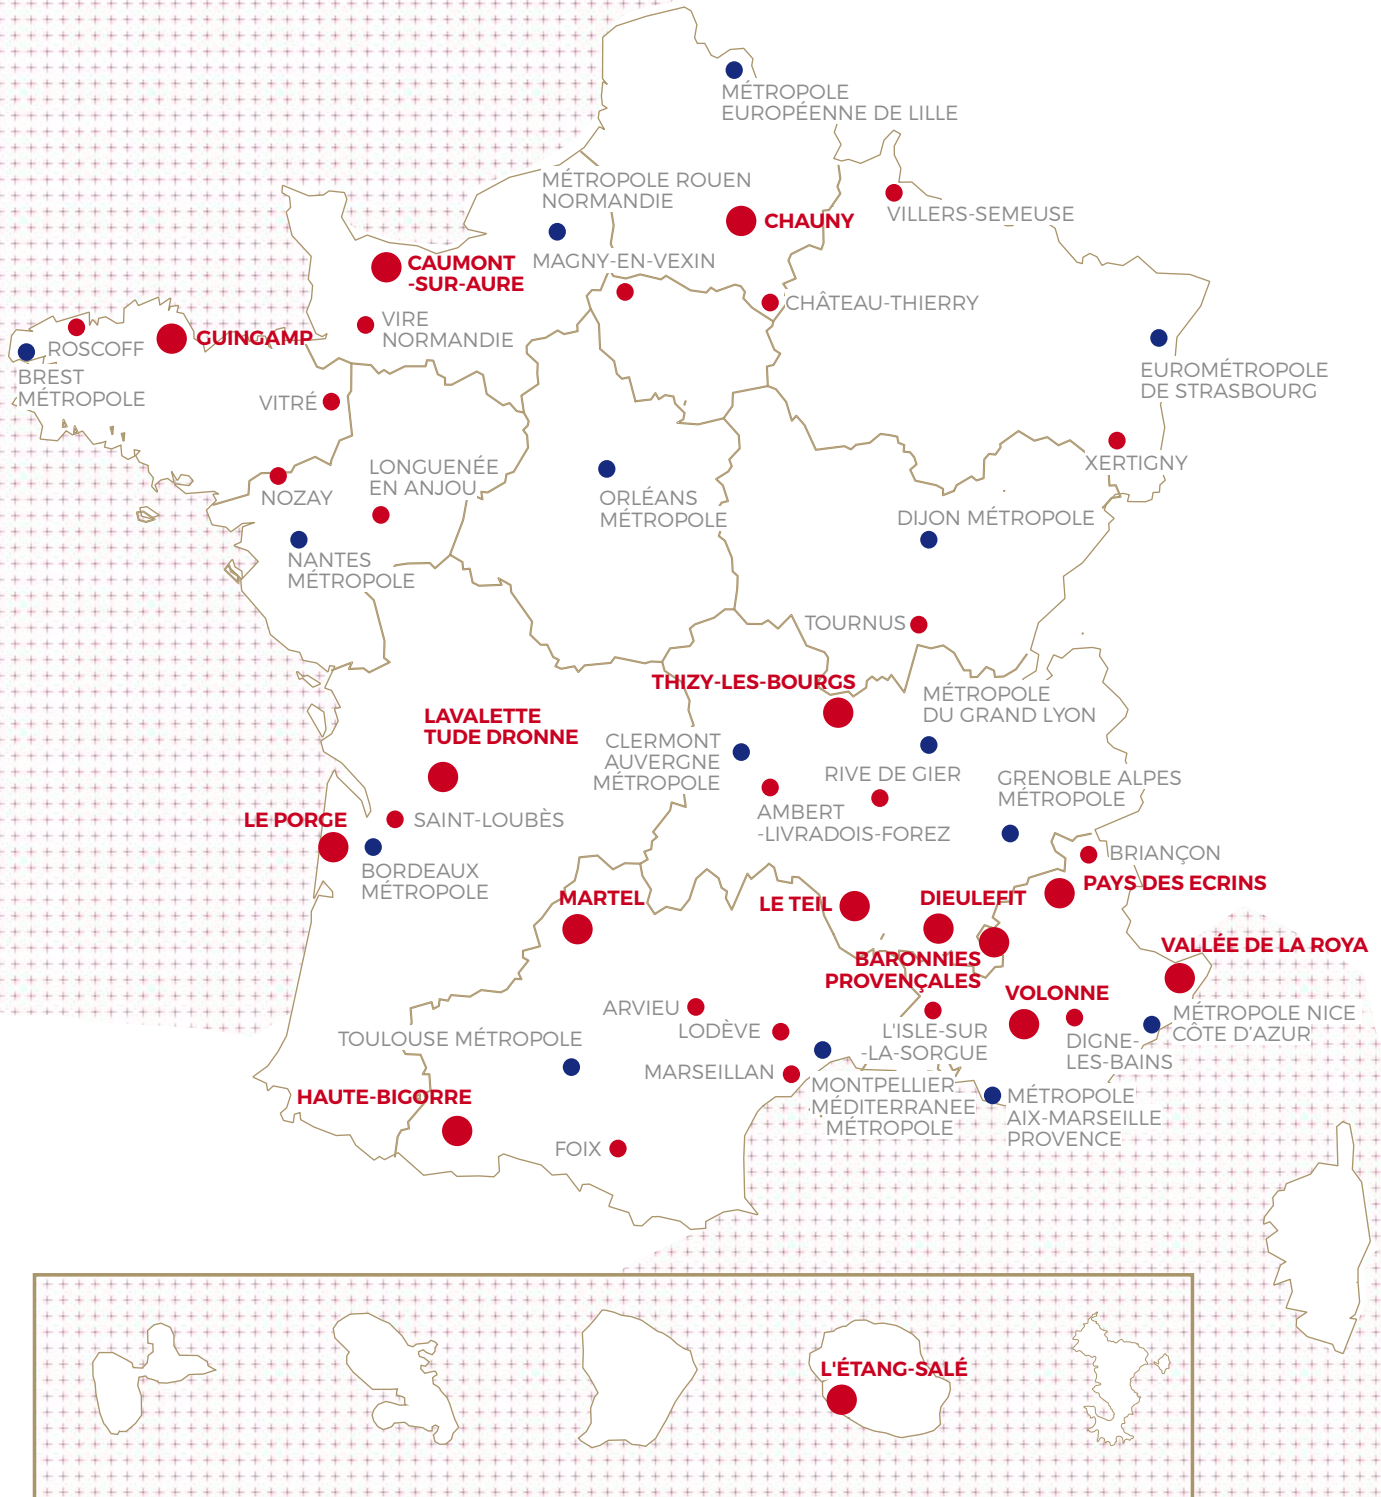 MÉTROPOLE
EUROPÉENNE DE LILLE
MÉTROPOLE ROUEN
NORMANDIE
CHAUNY
VILLERS-SEMEUSE
CAUMONT
-SUR-AURE
MAGNY-EN-VEXIN
CHÂTEAU-THIERRY
VIRE
NORMANDIE
GUINGAMP
ROSCOFF
BREST
MÉTROPOLE
EUROMÉTROPOLE
DE STRASBOURG
VITRÉ
XERTIGNY
LONGUENÉE
EN ANJOU
NOZAY
ORLÉANS
MÉTROPOLE
DIJON MÉTROPOLE
NANTES
MÉTROPOLE
TOURNUS
THIZY-LES-BOURGS
MÉTROPOLE
DU GRAND LYON
LAVALETTE
TUDE DRONNE
CLERMONT
AUVERGNE
MÉTROPOLE
RIVE DE GIER
GRENOBLE ALPES
MÉTROPOLE
AMBERT
-LIVRADOIS-FOREZ
LE PORGE
SAINT-LOUBÈS
BORDEAUX
MÉTROPOLE
BRIANÇON
PAYS DES ECRINS
MARTEL
LE TEIL
DIEULEFIT
BARONNIES
PROVENÇALES
VALLÉE DE LA ROYA
VOLONNE
ARVIEU
LODÈVE
L'ISLE-SUR
-LA-SORGUE
DIGNE-
LES-BAINS
MÉTROPOLE NICE
CÔTE D'AZUR
TOULOUSE MÉTROPOLE
MARSEILLAN
MONTPELLIER
MÉDITERRANEE
MÉTROPOLE
MÉTROPOLE
AIX-MARSEILLE
PROVENCE
HAUTE-BIGORRE
FOIX
L'ÉTANG-SALÉ